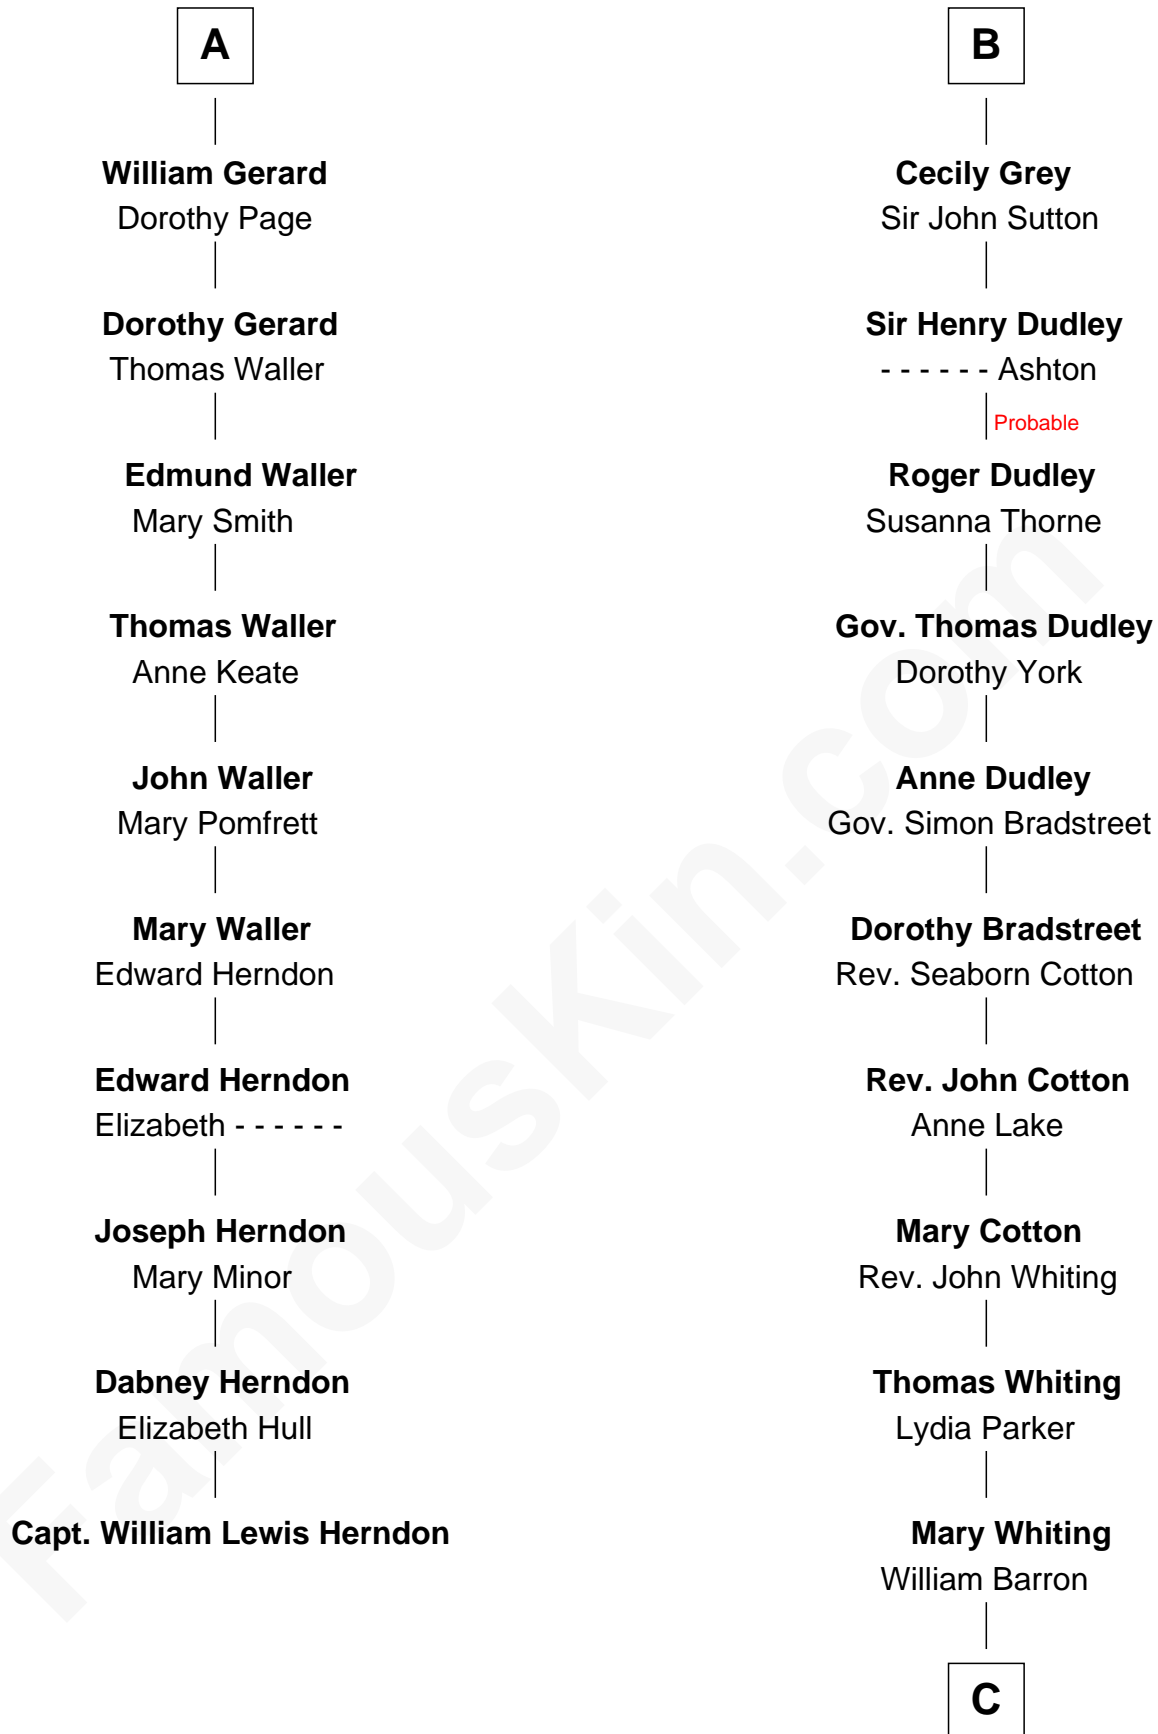 A
William Gerard
Dorothy Page
Dorothy Gerard
Thomas Waller
Edmund Waller
Mary Smith
Thomas Waller
Anne Keate
John Waller
Mary Pomfrett
Mary Waller
Edward Herndon
Edward Herndon
Elizabeth - - - - - -
Joseph Herndon
Mary Minor
Dabney Herndon
Elizabeth Hull
Capt. William Lewis Herndon
B
Cecily Grey
Sir John Sutton
Sir Henry Dudley
- - - - - - Ashton
Probable
Roger Dudley
Susanna Thorne
Gov. Thomas Dudley
Dorothy York
Anne Dudley
Gov. Simon Bradstreet
Dorothy Bradstreet
Rev. Seaborn Cotton
Rev. John Cotton
Anne Lake
Mary Cotton
Rev. John Whiting
Thomas Whiting
Lydia Parker
Mary Whiting
William Barron
C
FamousKin.com